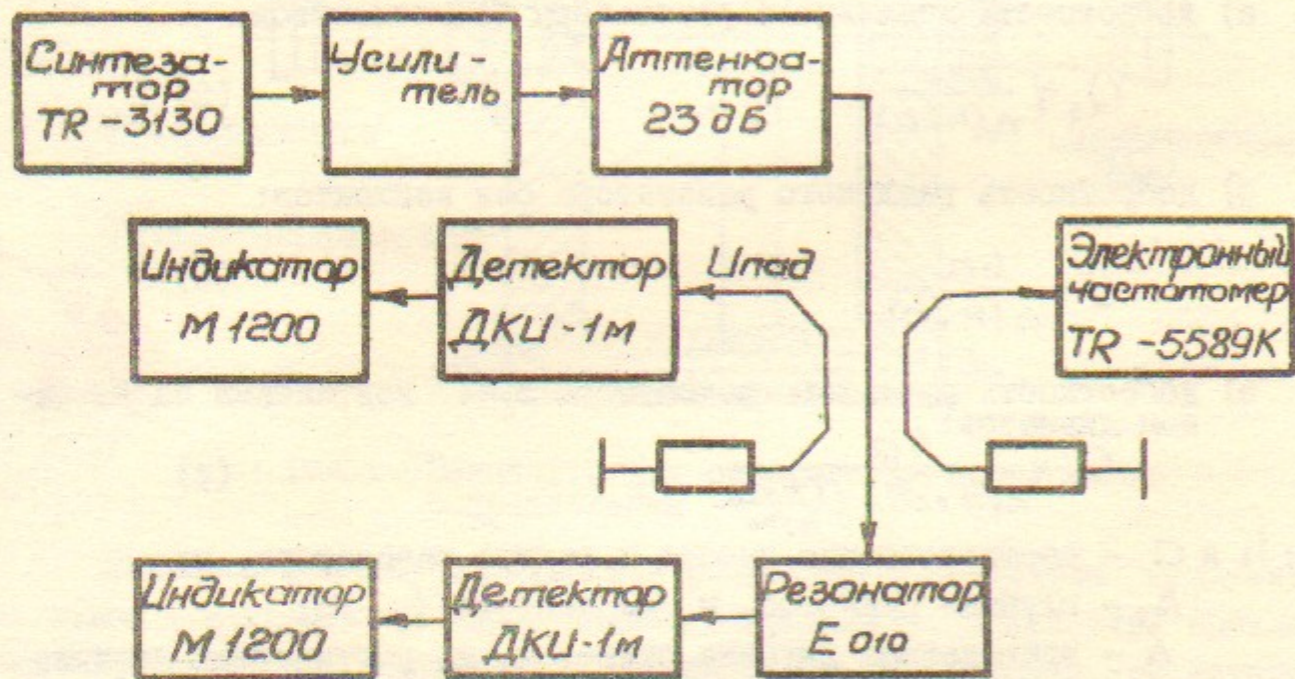 Синтеза-
тор
TR-3130
Усили-
тель
Аттенюа-
тор
23 дБ
Индикатор
М 1200
Детектор
ДКИ-1м
Uпад
Электронный
частотомер
TR-5589К
Индикатор
М 1200
Детектор
ДКИ-1м
Резонатор
Е 010